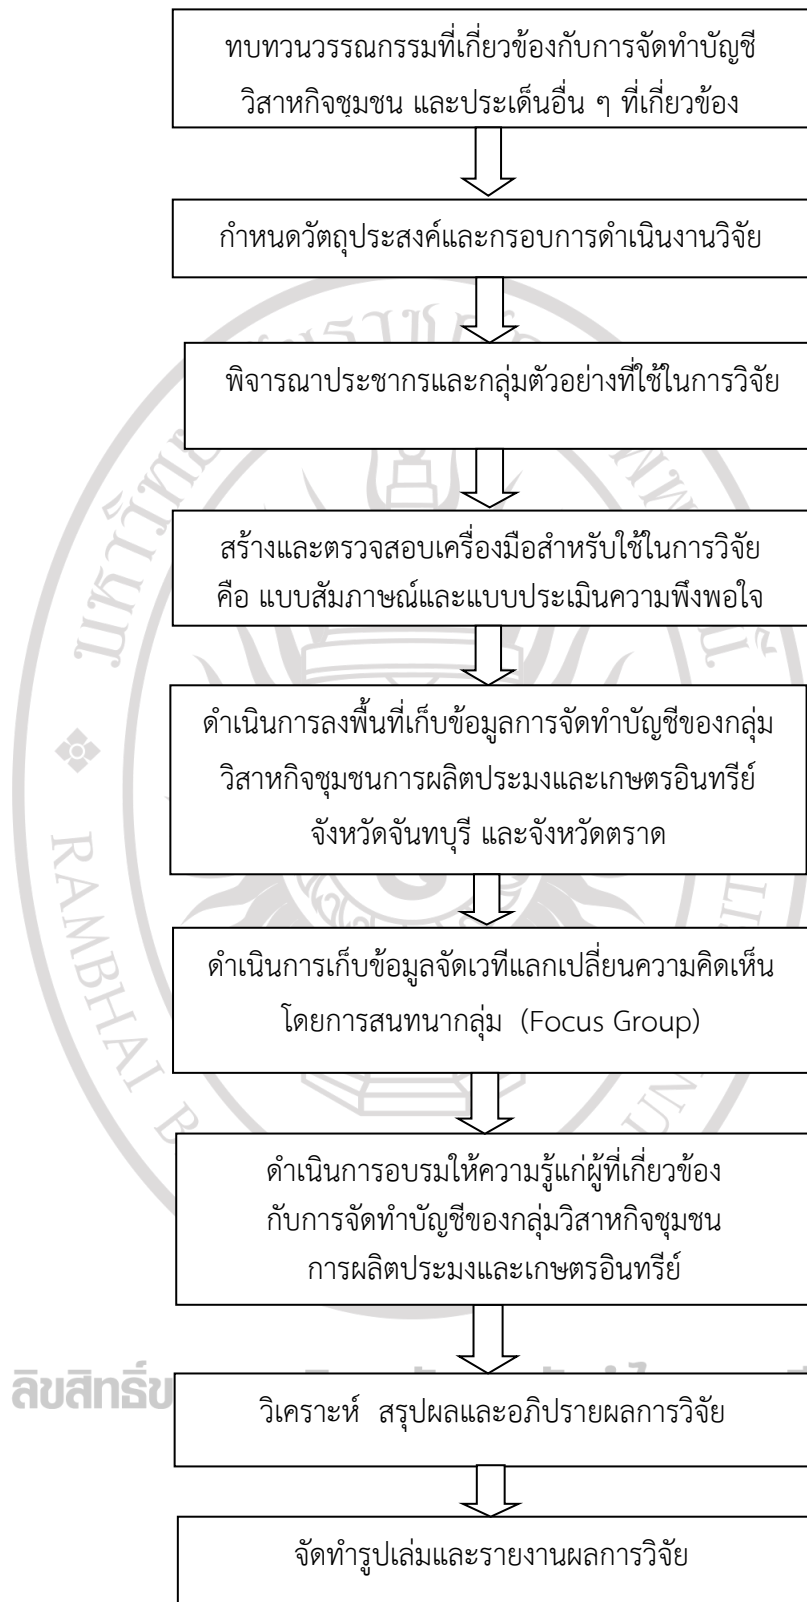 ทบทวนวรรณกรรมที่เกี่ยวข้องกับการจัดทำบัญชี
วิสาหกิจชุมชน และประเด็นอื่น ๆ ที่เกี่ยวข้อง
กำหนดวัตถุประสงค์และกรอบการดำเนินงานวิจัย
พิจารณาประชากรและกลุ่มตัวอย่างที่ใช้ในการวิจัย
สร้างและตรวจสอบเครื่องมือสำหรับใช้ในการวิจัย
คือ แบบสัมภาษณ์และแบบประเมินความพึงพอใจ
ดำเนินการลงพื้นที่เก็บข้อมูลการจัดทำบัญชีของกลุ่ม
วิสาหกิจชุมชนการผลิตประมงและเกษตรอินทรีย์
จังหวัดจันทบุรี และจังหวัดตราด
ดำเนินการเก็บข้อมูลจัดเวทีแลกเปลี่ยนความคิดเห็น
โดยการสนทนากลุ่ม (Focus Group)
ดำเนินการอบรมให้ความรู้แก่ผู้ที่เกี่ยวข้อง
กับการจัดทำบัญชีของกลุ่มวิสาหกิจชุมชน
การผลิตประมงและเกษตรอินทรีย์
วิเคราะห์ สรุปผลและอภิปรายผลการวิจัย
จัดทำรูปเล่มและรายงานผลการวิจัย
RAMBHAI